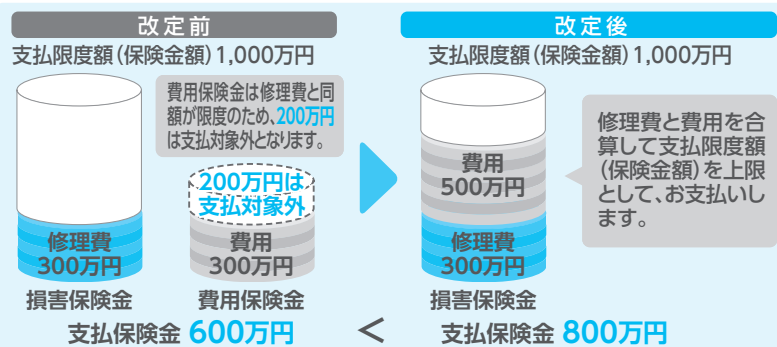 改定前
支払限度額(保険金額)1,000万円
費用保険金は修理費と同
額が限度のため、200万円
は支払対象外となります。
200万円は
支払対象外
修理費
300万円
費用
300万円
損害保険金
費用保険金
支払保険金 600万円
<
改定後
支払限度額(保険金額)1,000万円
費用
500万円
修理費
300万円
修理費と費用を合
算して支払限度額
(保険金額)を上限
として、お支払いし
ます。
損害保険金
支払保険金 800万円